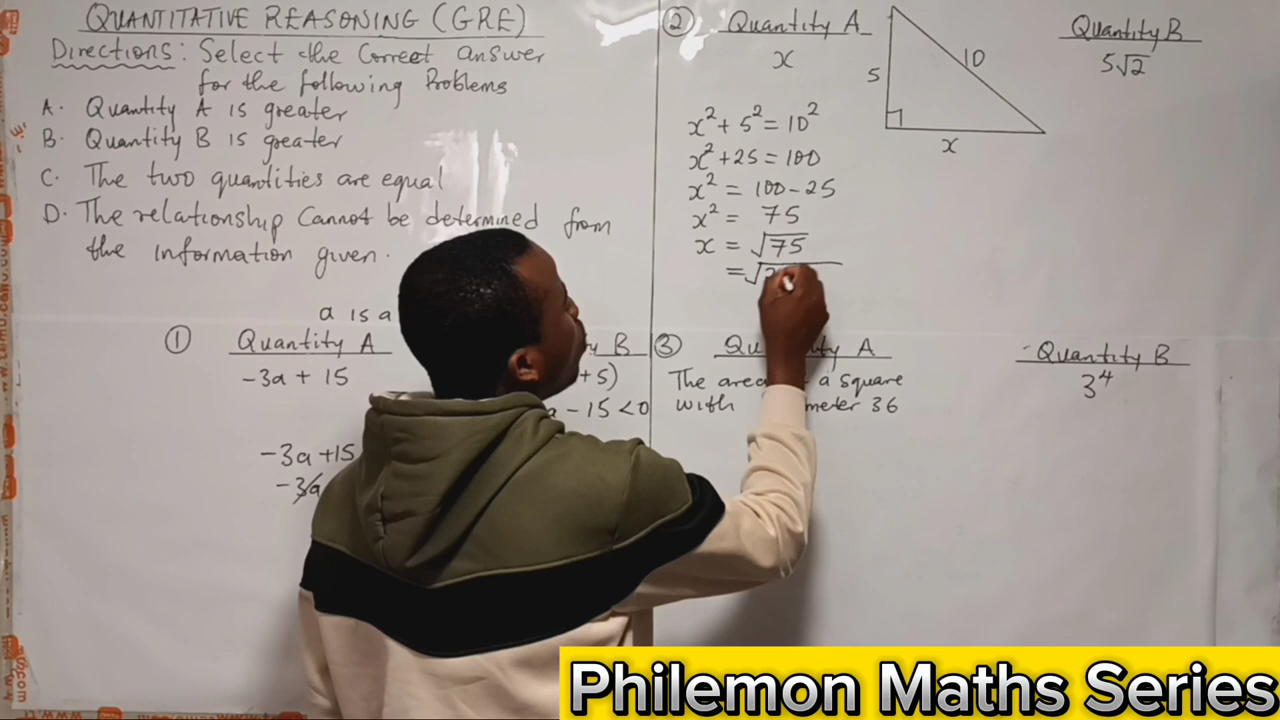 QUANTITATIVE REASONING (GRE)
Directions: Select the Correct answer
for the following Problems
A. Quantity A is greater
B. Quantity B is greater
C. The two quantities are equal
D. The relationship Cannot be determined from
the information given.
a is a
① Quantity A
B
-3a + 15
+5)
- 15 < 0
-3a + 15
-3a
② Quantity A
Quantity B
x
5√2
5
10
x
x² + 5² = 10²
x² + 25 = 100
x² = 100 - 25
x² = 75
x = √75
= √
③ Quantity A
Quantity B
The area a square
with meter 36
3⁴
Philemon Maths Series